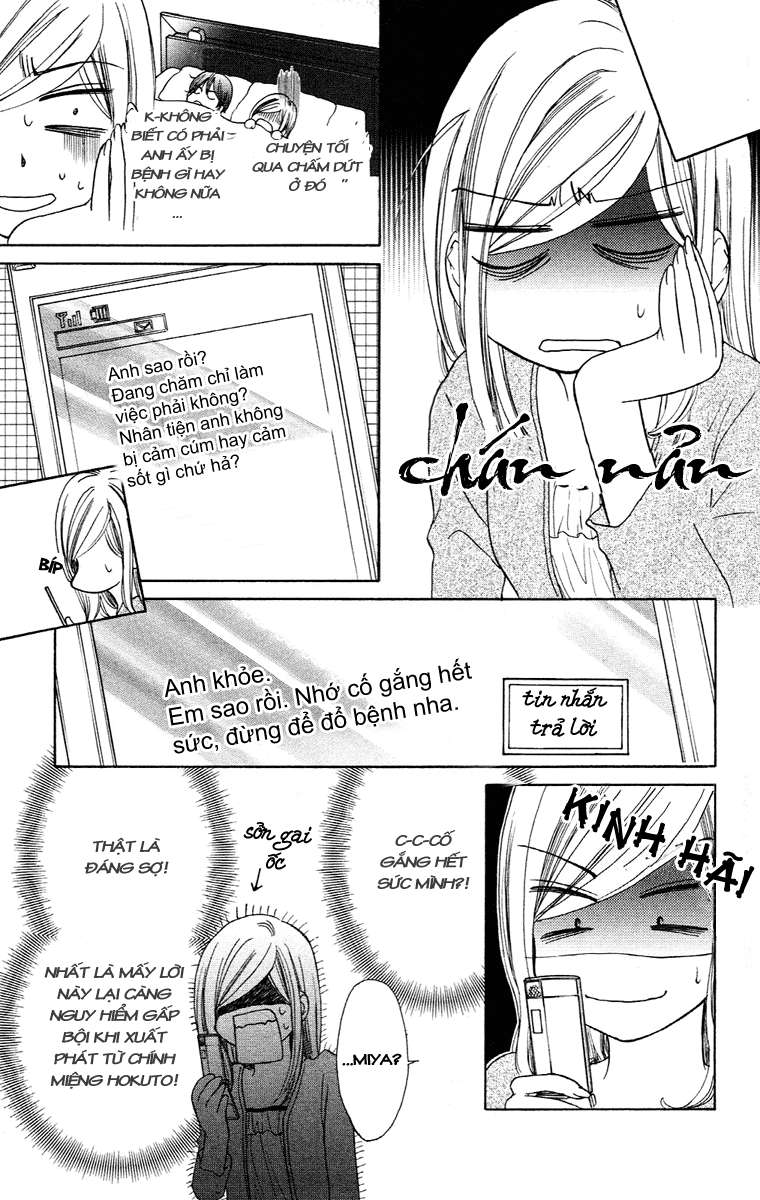 K-KHÔNG
BIẾT CÓ PHẢI
ANH ẤY BỊ
BỆNH GÌ HAY
KHÔNG NỮA
...
CHUYỆN TỐI
QUA CHẤM DỨT
Ở ĐÓ "
chán nản
Anh sao rồi?
Đang chăm chỉ làm
việc phải không?
Nhân tiện anh không
bị cảm cúm hay cảm
sốt gì chứ hả?
BÍP
Anh khỏe.
Em sao rồi. Nhớ cố gắng hết
sức, đừng để đổ bệnh nha.
tin nhắn
trả lời
KINH HÃI
C-C-CỐ
GẮNG HẾT
SỨC MÌNH?!
sởn gai
ốc
THẬT LÀ
ĐÁNG SỢ!
NHẤT LÀ MẤY LỜI
NÀY LẠI CÀNG
NGUY HIỂM GẤP
BỘI KHI XUẤT
PHÁT TỪ CHÍNH
MIỆNG HOKUTO!
...MIYA?